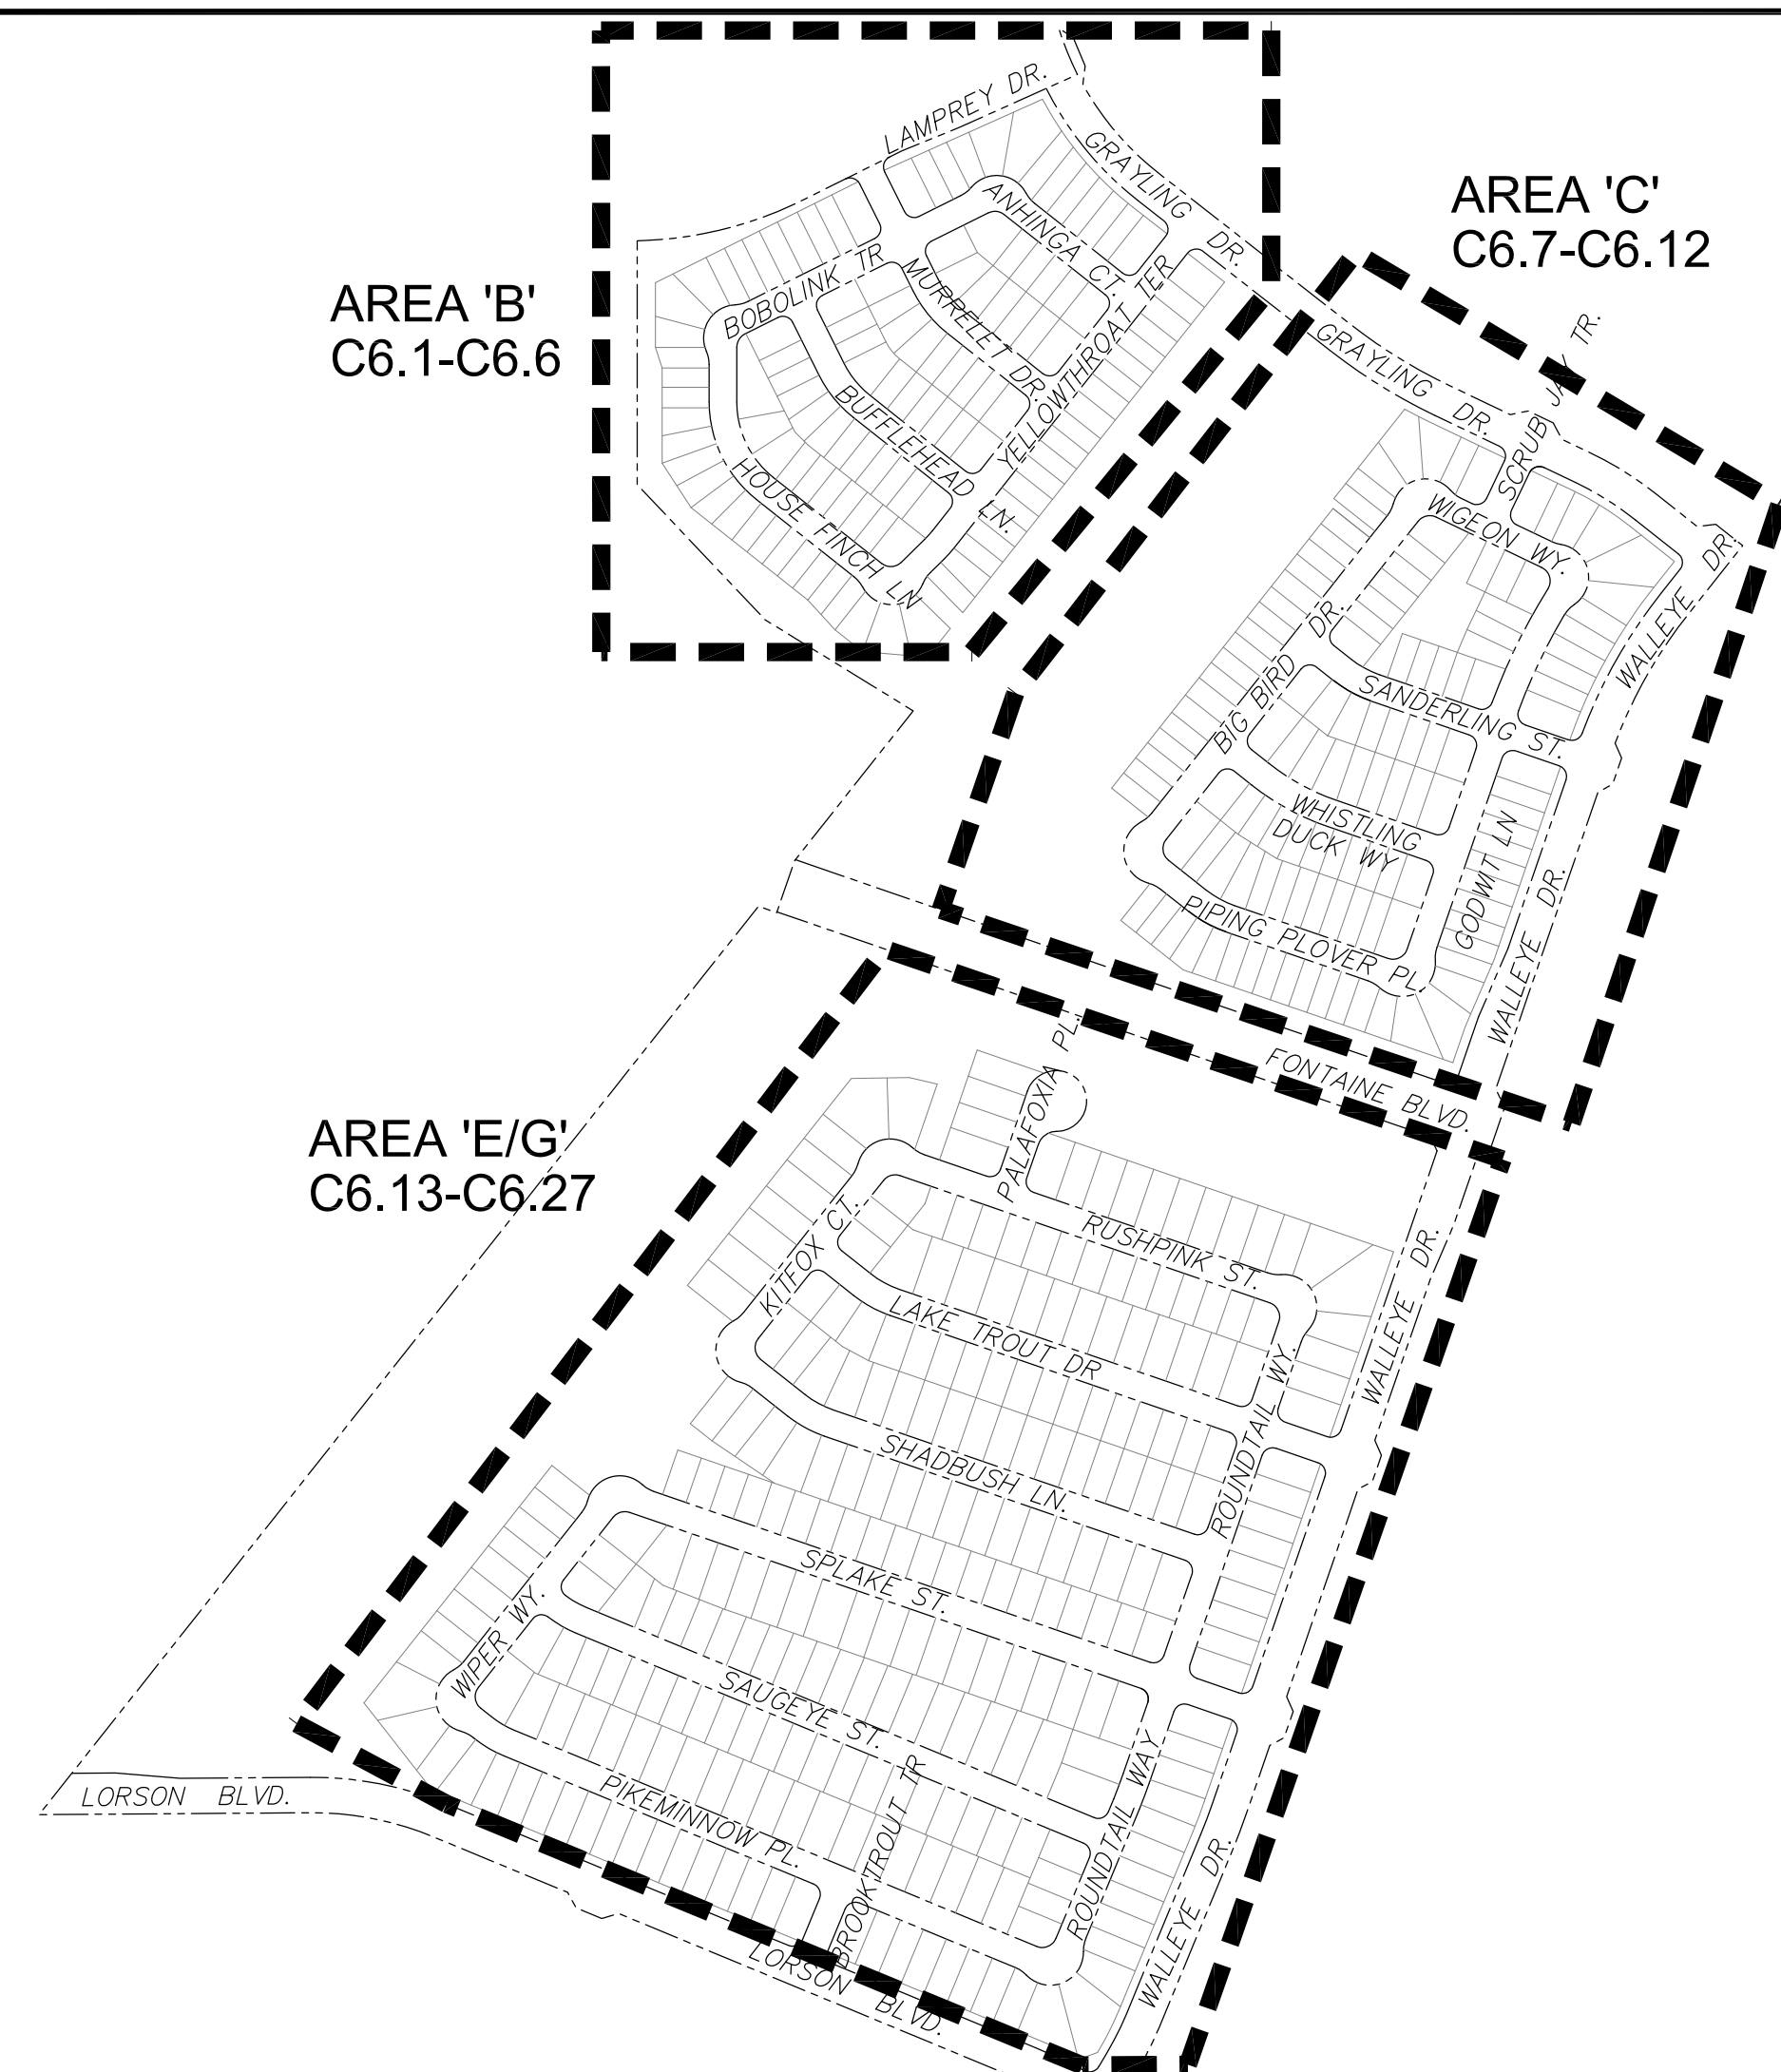 LAMPREY DR.
GRAYLING DR.
AREA 'C'
C6.7-C6.12
ANHINGA CT.
AREA 'B'
C6.1-C6.6
BOBOLINK TR
MURRELET DR.
YELLOWTHROAT TER
GRAYLING DR.
SCRUB JAY TR.
BUFFLEHEAD LN.
HOUSE FINCH LN
WIGEON WY.
WALLEYE DR.
BIG BIRD DR.
SANDERLING ST.
WHISTLING
DUCK WY
GODWIT LN
PIPING PLOVER PL.
WALLEYE DR.
FONTAINE BLVD.
PALAFOXIA PL.
AREA 'E/G'
C6.13-C6.27
KITFOX CT.
RUSHPINK ST.
WALLEYE DR.
LAKE TROUT DR
ROUNDTAIL WY.
SHADBUSH LN.
SPLAKE ST.
WIPER WY.
SAUGEYE ST.
ROUNDTAIL WAY
PIKEMINNOW PL.
BROOKTROUT TR
LORSON BLVD.
WALLEYE DR.
LORSON BLVD.